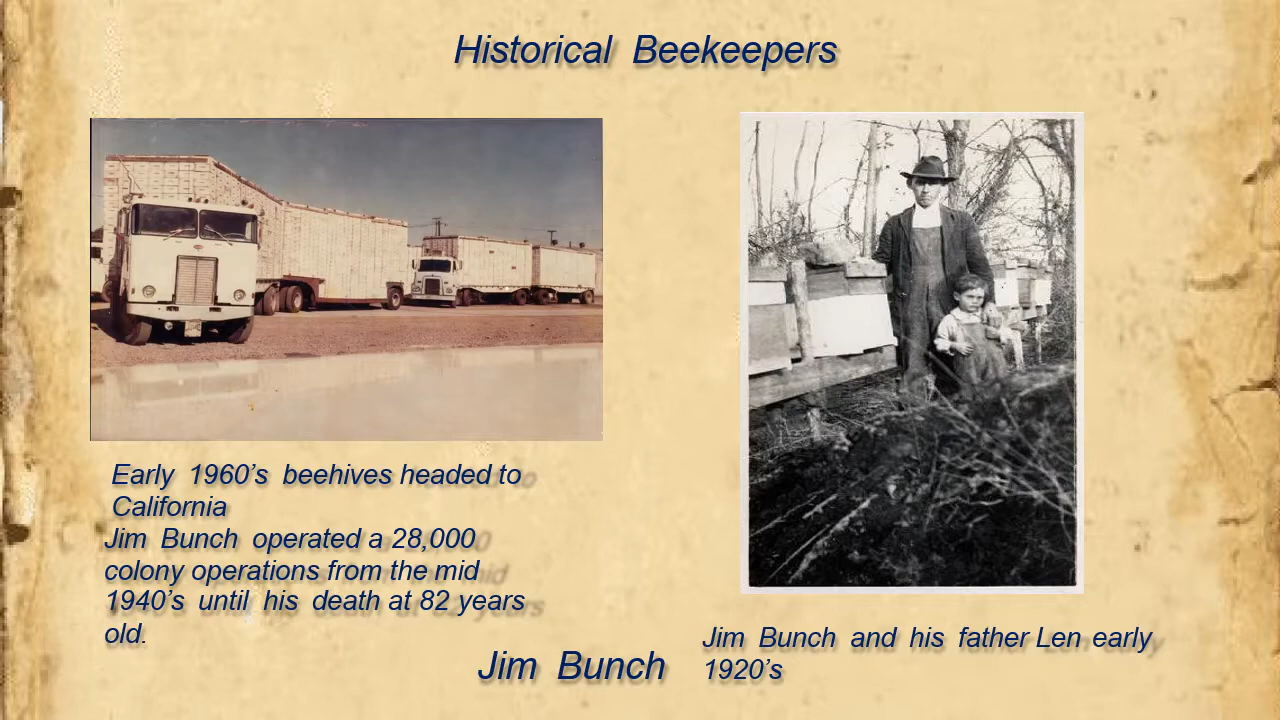 Historical Beekeepers
Early 1960’s beehives headed to
California
Jim Bunch operated a 28,000
colony operations from the mid
1940’s until his death at 82 years
old.
Jim Bunch and his father Len early
1920’s
Jim Bunch